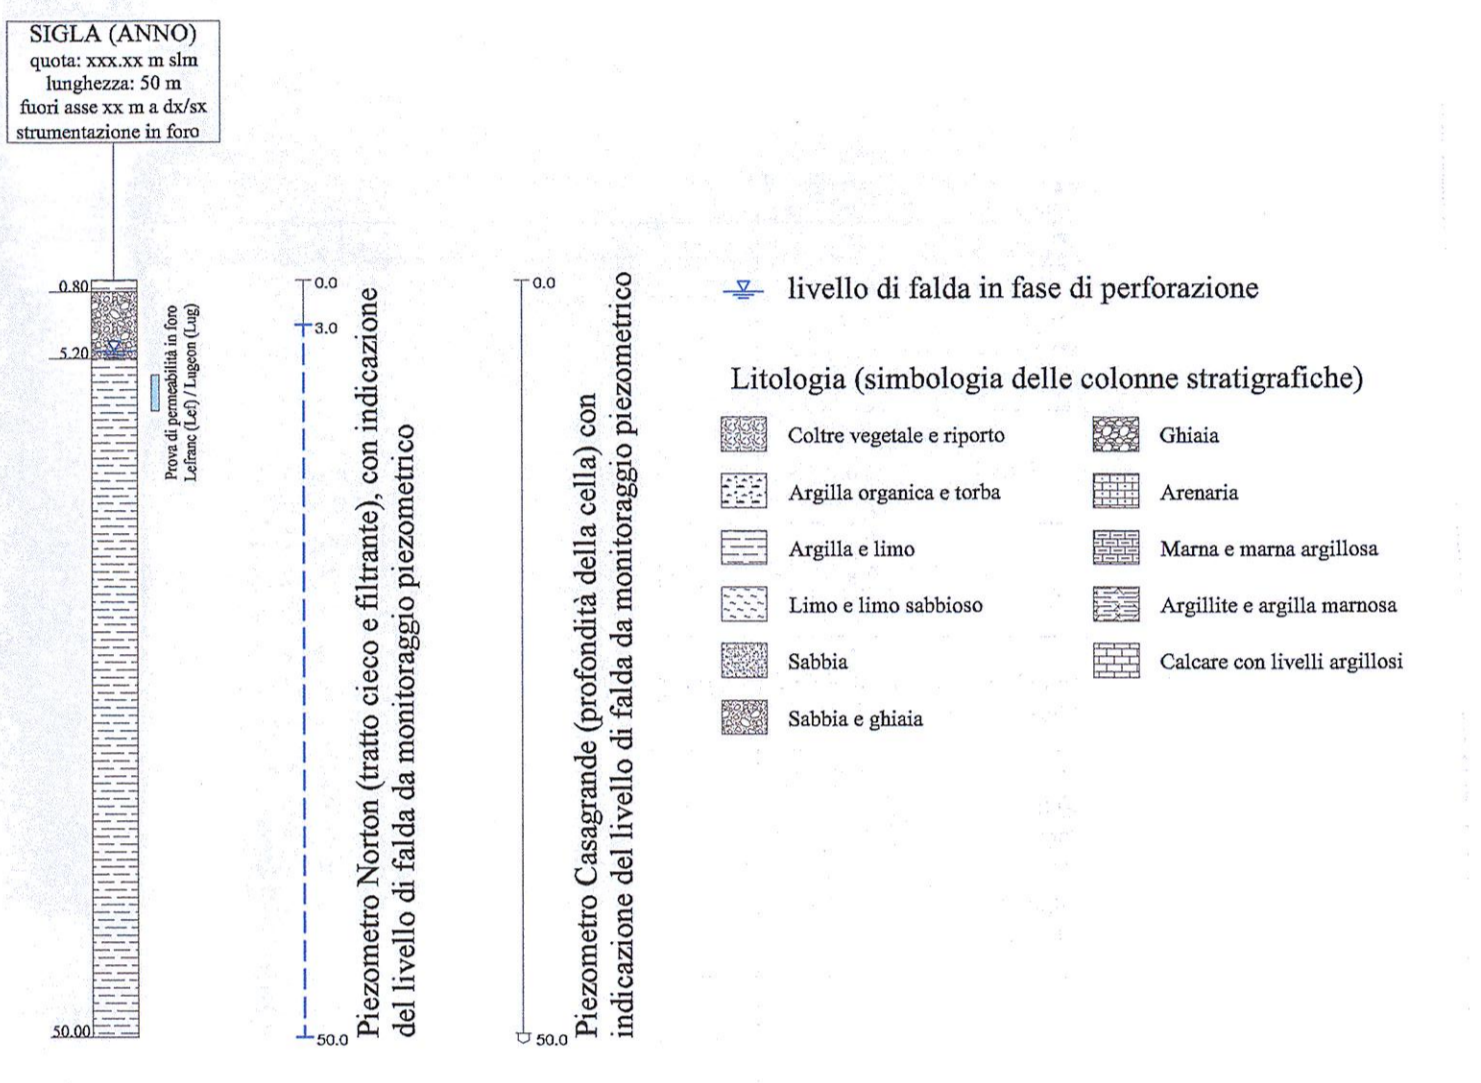 SIGLA (ANNO)
quota: xxx.xx m slm
lunghezza: 50 m
fuori asse xx m a dx/sx
strumentazione in foro
0.80
5.20
50.00
Prova di permeabilità in foro
Lefranc (Lef) / Lugeon (Lug)
0.0
3.0
50.0
Piezometro Norton (tratto cieco e filtrante), con indicazione
del livello di falda da monitoraggio piezometrico
0.0
50.0
Piezometro Casagrande (profondità della cella) con
indicazione del livello di falda da monitoraggio piezometrico
livello di falda in fase di perforazione
Litologia (simbologia delle colonne stratigrafiche)
Coltre vegetale e riporto
Argilla organica e torba
Argilla e limo
Limo e limo sabbioso
Sabbia
Sabbia e ghiaia
Ghiaia
Arenaria
Marna e marna argillosa
Argillite e argilla marnosa
Calcare con livelli argillosi